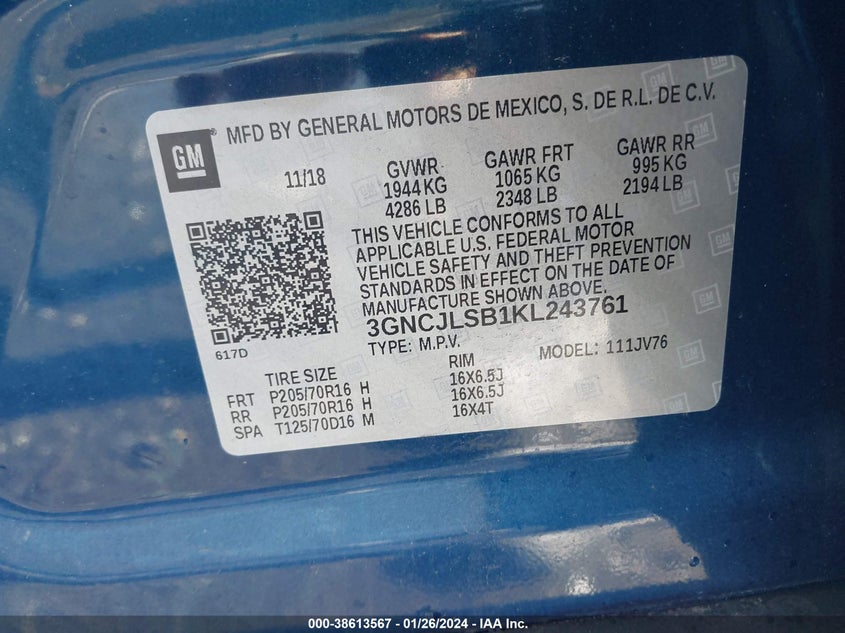 GM
MFD BY GENERAL MOTORS DE MEXICO, S. DE R.L. DE C.V.
11/18 GVWR GAWR FRT GAWR RR
1944 KG 1065 KG 995 KG
4286 LB 2348 LB 2194 LB
THIS VEHICLE CONFORMS TO ALL
APPLICABLE U.S. FEDERAL MOTOR
VEHICLE SAFETY AND THEFT PREVENTION
STANDARDS IN EFFECT ON THE DATE OF
MANUFACTURE SHOWN ABOVE.
3GNCJLSB1KL243761
617D
TYPE: M.P.V. MODEL: 111JV76
TIRE SIZE RIM
FRT P205/70R16 H 16X6.5J
RR P205/70R16 H 16X6.5J
SPA T125/70D16 M 16X4T
000-38613567 - 01/26/2024 - IAA Inc.